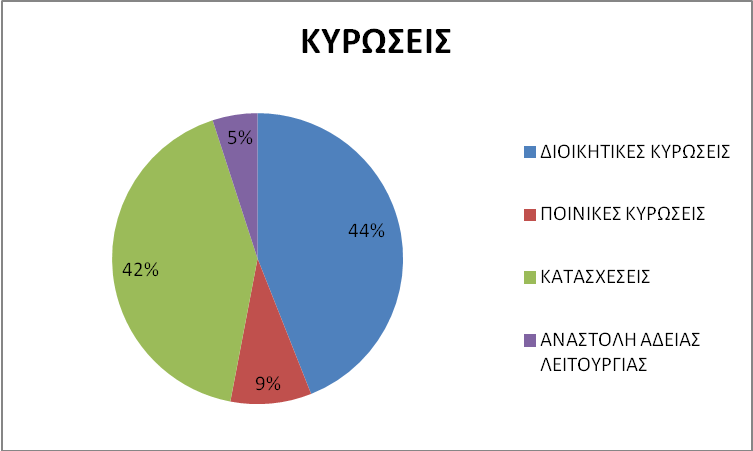 ΚΥΡΩΣΕΙΣ
5%
44%
42%
9%
ΔΙΟΙΚΗΤΙΚΕΣ ΚΥΡΩΣΕΙΣ
ΠΟΙΝΙΚΕΣ ΚΥΡΩΣΕΙΣ
ΚΑΤΑΣΧΕΣΕΙΣ
ΑΝΑΣΤΟΛΗ ΑΔΕΙΑΣ
ΛΕΙΤΟΥΡΓΙΑΣ